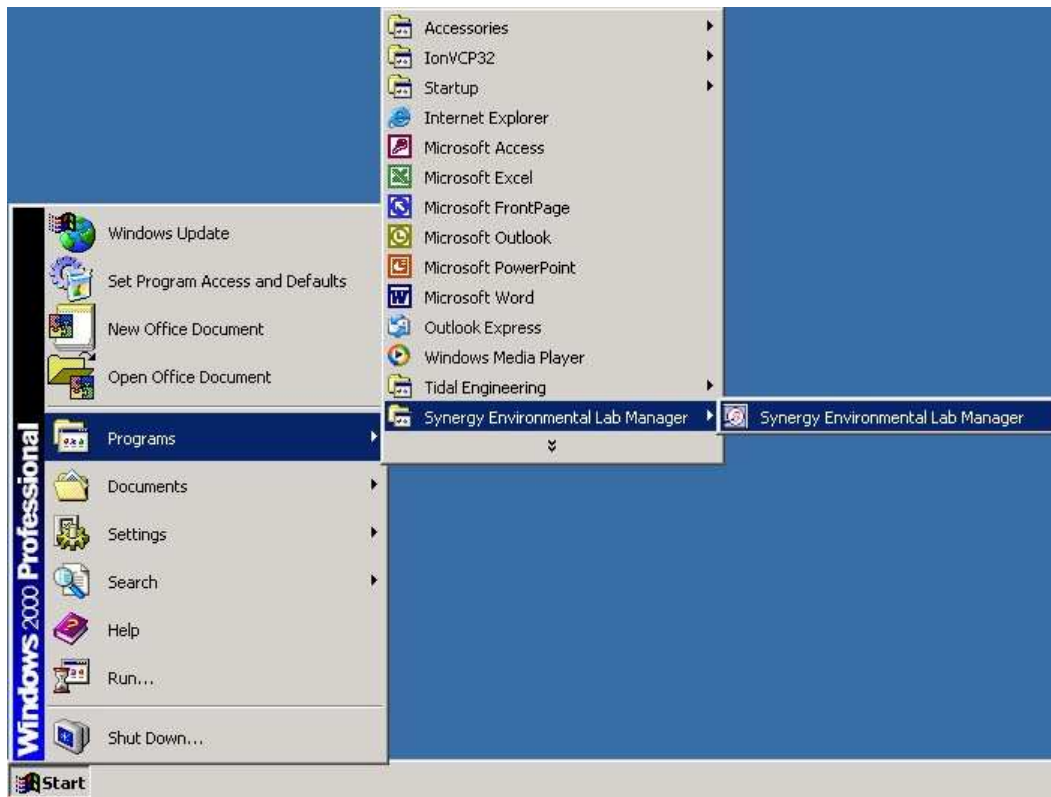 Accessories
IonVCP32
Startup
Internet Explorer
Microsoft Access
Microsoft Excel
Microsoft FrontPage
Microsoft Outlook
Microsoft PowerPoint
Microsoft Word
Outlook Express
Windows Media Player
Tidal Engineering
Synergy Environmental Lab Manager
Synergy Environmental Lab Manager
Windows Update
Set Program Access and Defaults
New Office Document
Open Office Document
Programs
Documents
Settings
Search
Help
Run...
Shut Down...
Windows 2000 Professional
Start